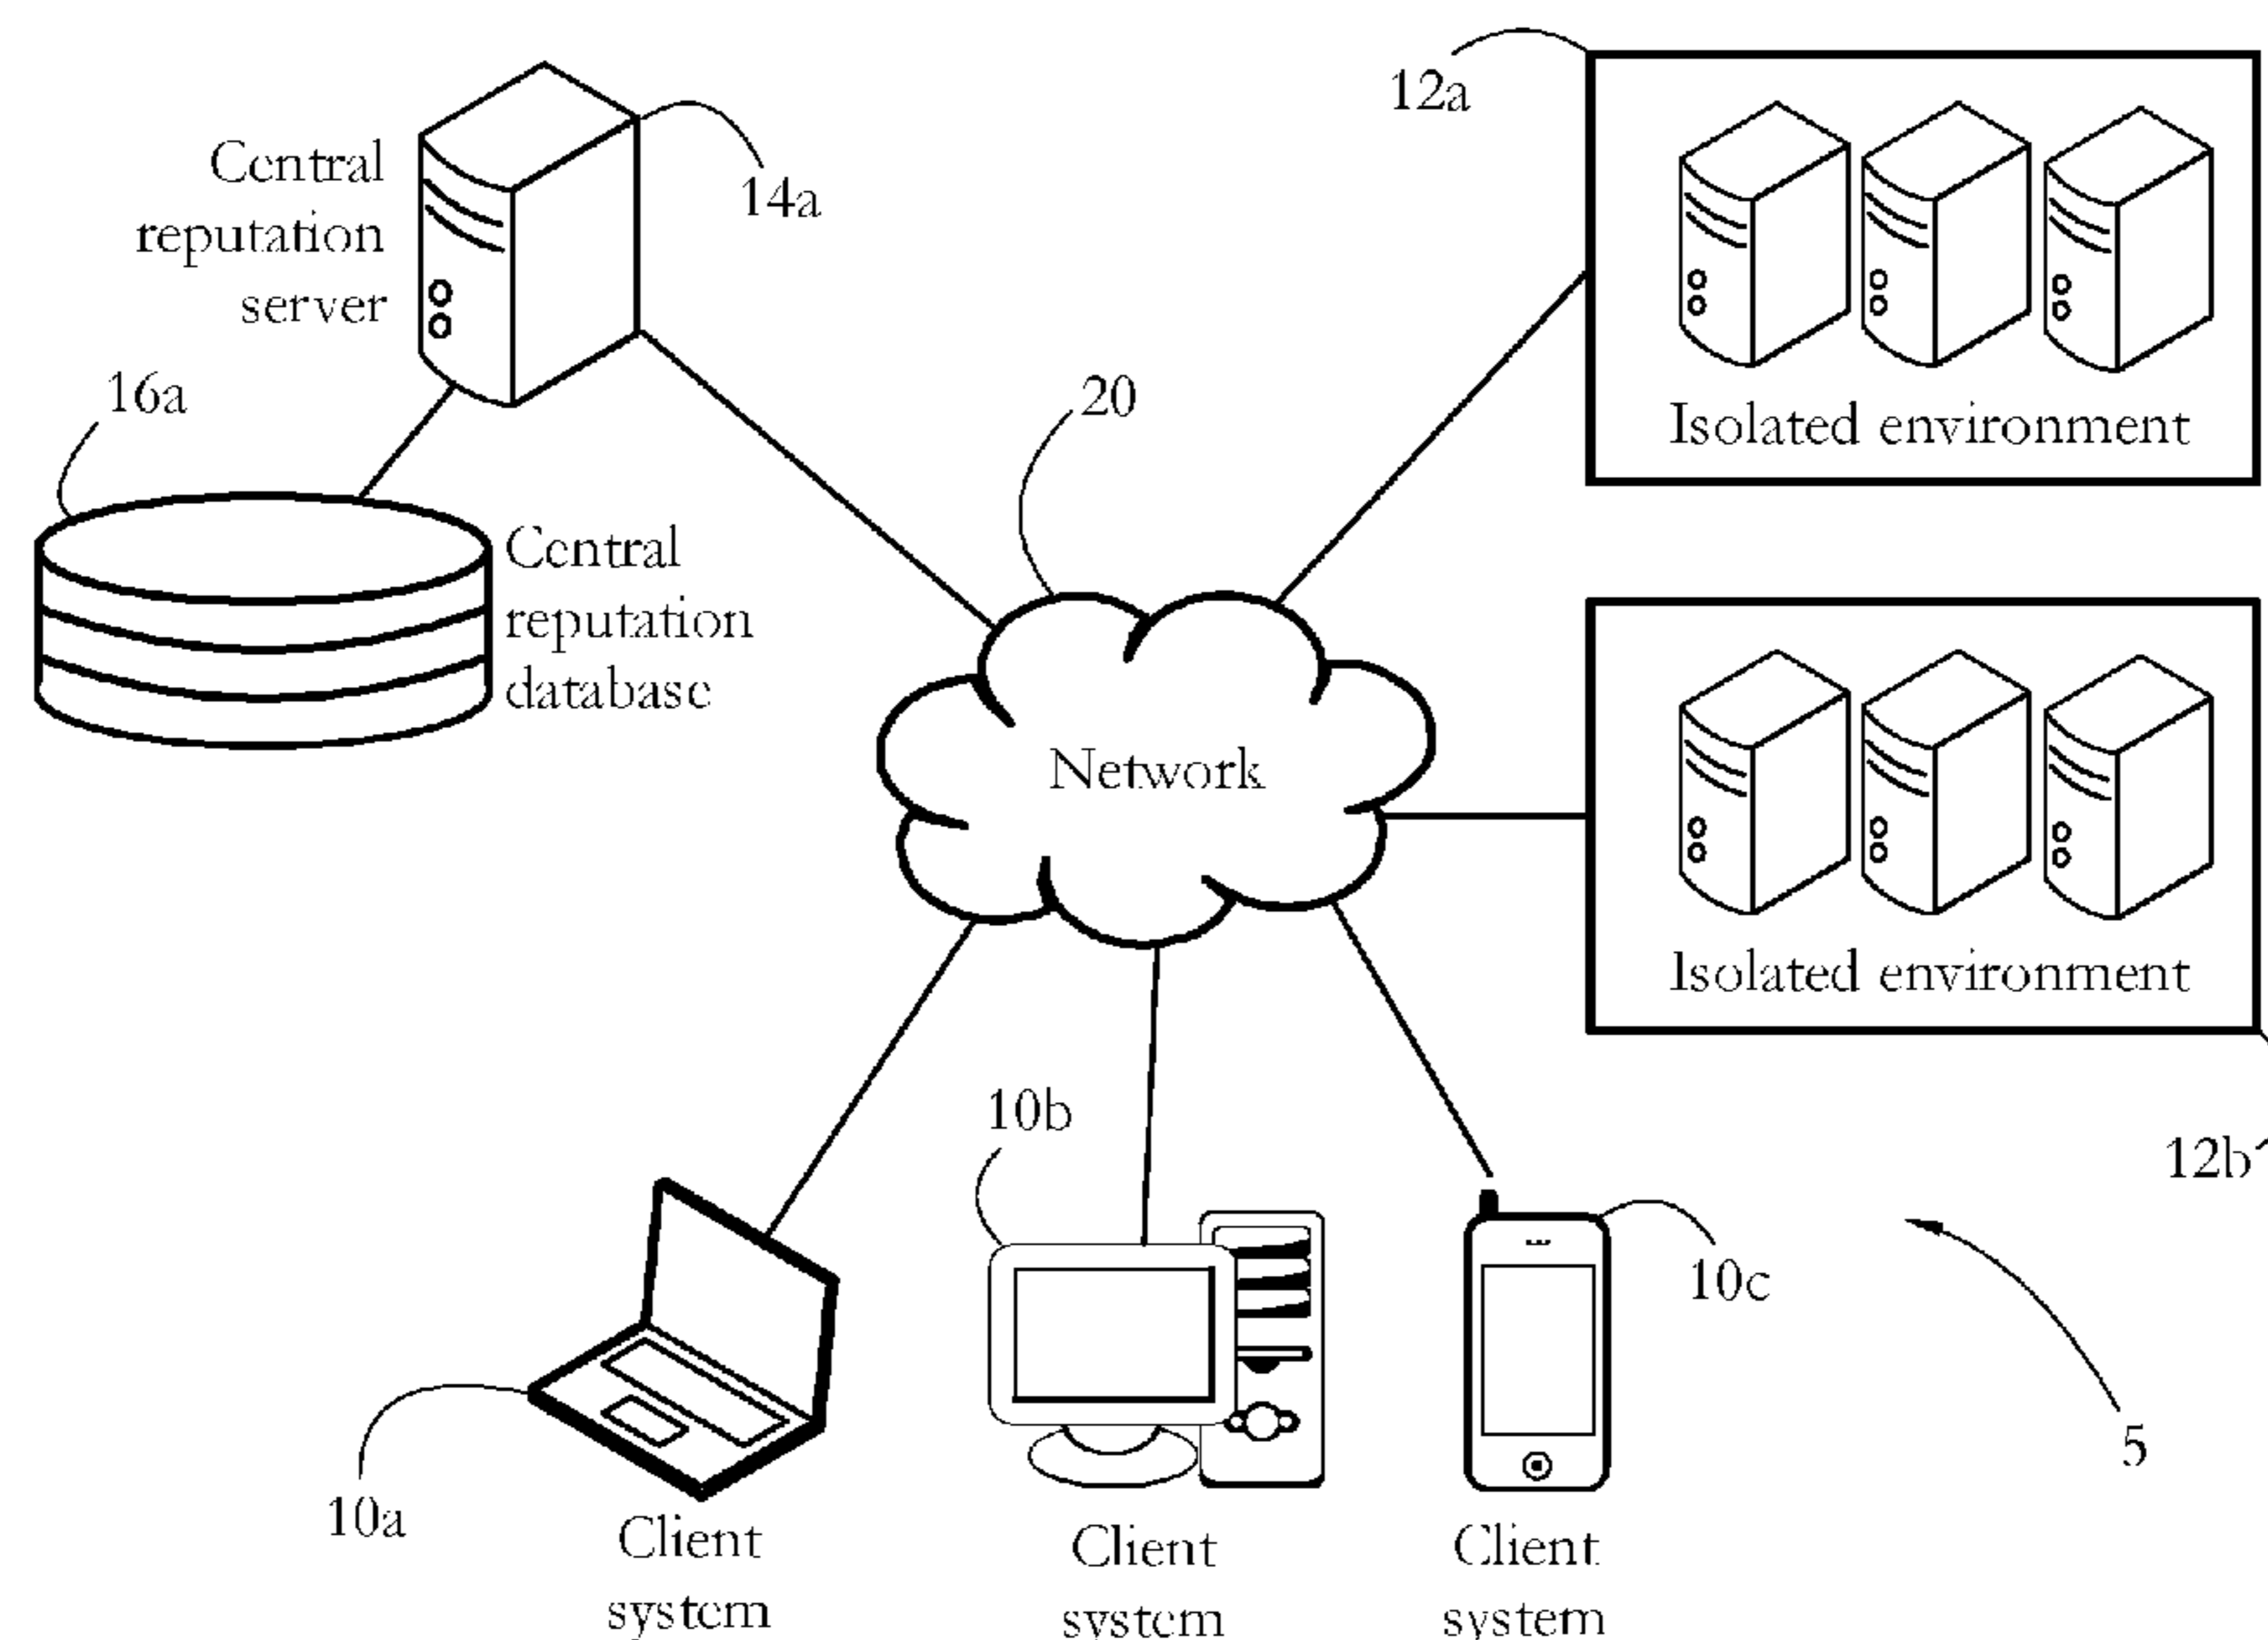 12a
Central
reputation
server
14a
Isolated environment
16a
20
Central
reputation
database
Network
Isolated environment
10b
12b
10c
5
10a
Client
system
Client
system
Client
system